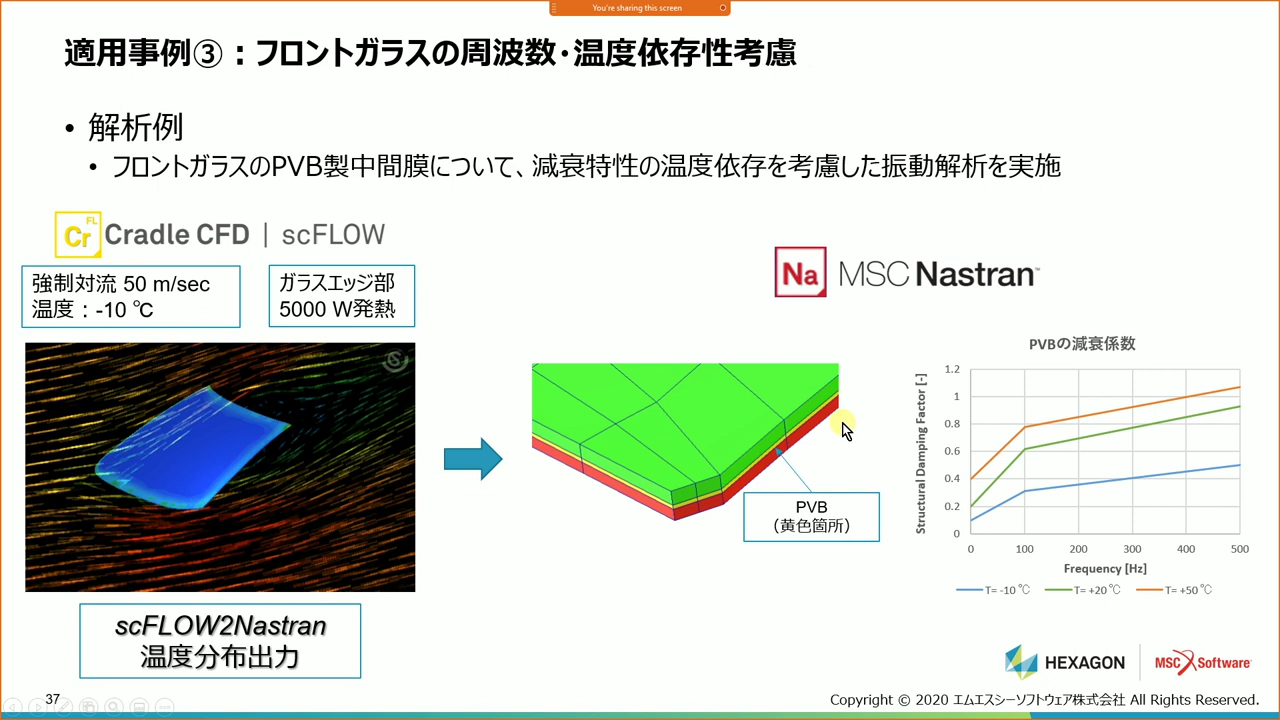 You're sharing this screen
適用事例③：フロントガラスの周波数・温度依存性考慮
• 解析例
• フロントガラスのPVB製中間膜について、減衰特性の温度依存を考慮した振動解析を実施
FL
Cr
Cradle CFD | scFLOW
強制対流 50 m/sec
温度：-10 ℃
ガラスエッジ部
5000 W発熱
Na
MSC Nastran™
PVB
（黄色箇所）
PVBの減衰係数
Structural Damping Factor [-]
1.2
1
0.8
0.6
0.4
0.2
0
0 100 200 300 400 500
Frequency [Hz]
T= -10 ℃ T= +20 ℃ T= +50 ℃
scFLOW2Nastran
温度分布出力
HEXAGON
MSC Software
37
Copyright © 2020 エムエスシーソフトウェア株式会社 All Rights Reserved.